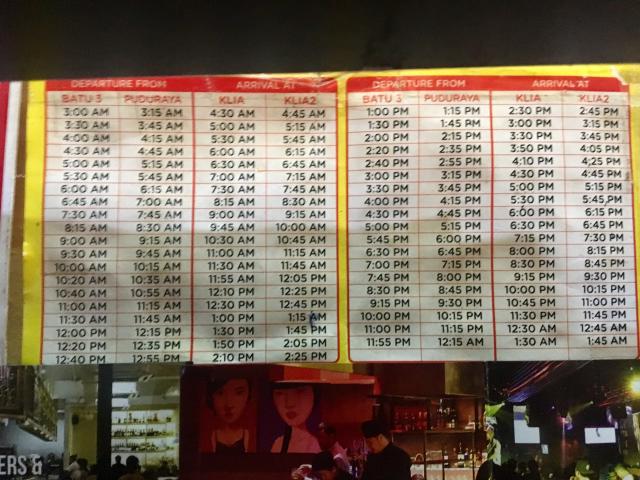 DEPARTURE FROM ARRIVAL AT
BATU 3 PUDURAYA KLIA KLIA2
3:00 AM 3:15 AM 4:30 AM 4:45 AM
3:30 AM 3:45 AM 5:00 AM 5:15 AM
4:00 AM 4:15 AM 5:30 AM 5:45 AM
4:30 AM 4:45 AM 6:00 AM 6:15 AM
5:00 AM 5:15 AM 6:30 AM 6:45 AM
5:30 AM 5:45 AM 7:00 AM 7:15 AM
6:00 AM 6:15 AM 7:30 AM 7:45 AM
6:45 AM 7:00 AM 8:15 AM 8:30 AM
7:30 AM 7:45 AM 9:00 AM 9:15 AM
8:15 AM 8:30 AM 9:45 AM 10:00 AM
9:00 AM 9:15 AM 10:30 AM 10:45 AM
9:30 AM 9:45 AM 11:00 AM 11:15 AM
10:00 AM 10:15 AM 11:30 AM 11:45 AM
10:20 AM 10:35 AM 11:55 AM 12:05 PM
10:40 AM 10:55 AM 12:10 PM 12:25 PM
11:00 AM 11:15 AM 12:30 PM 12:45 PM
11:30 AM 11:45 AM 1:00 PM 1:15 AM
12:00 PM 12:15 PM 1:30 PM 1:45 PM
12:20 PM 12:35 PM 1:50 PM 2:05 PM
12:40 PM 12:55 PM 2:10 PM 2:25 PM
DEPARTURE FROM ARRIVAL AT
BATU 3 PUDURAYA KLIA KLIA2
1:00 PM 1:15 PM 2:30 PM 2:45 PM
1:30 PM 1:45 PM 3:00 PM 3:15 PM
2:00 PM 2:15 PM 3:30 PM 3:45 PM
2:20 PM 2:35 PM 3:50 PM 4:05 PM
2:40 PM 2:55 PM 4:10 PM 4;25 PM
3:00 PM 3:15 PM 4:30 PM 4:45 PM
3:30 PM 3:45 PM 5:00 PM 5:15 PM
4:00 PM 4:15 PM 5:30 PM 5:45 PM
4:30 PM 4:45 PM 6:00 PM 6:15 PM
5:00 PM 5:15 PM 6:30 PM 6:45 PM
5:45 PM 6:00 PM 7:15 PM 7:30 PM
6:30 PM 6:45 PM 8:00 PM 8:15 PM
7:00 PM 7:15 PM 8:30 PM 8:45 PM
7:45 PM 8:00 PM 9:15 PM 9:30 PM
8:30 PM 8:45 PM 10:00 PM 10:15 PM
9:15 PM 9:30 PM 10:45 PM 11:00 PM
10:00 PM 10:15 PM 11:30 PM 11:45 PM
11:00 PM 11:15 PM 12:30 AM 12:45 AM
11:55 PM 12:15 AM 1:30 AM 1:45 AM
ERS &